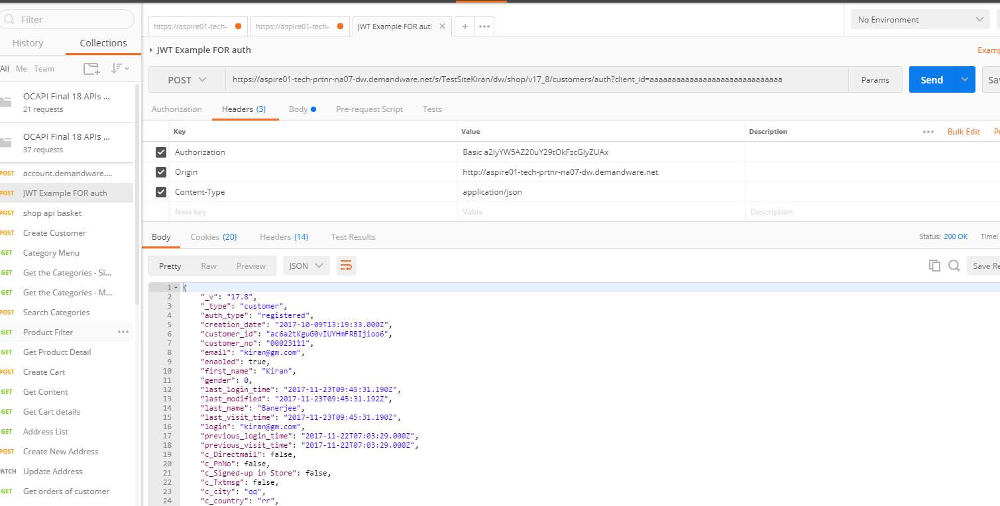 Filter
History Collections
All Me Team
OCAPI Final 18 APIs ...
21 requests
OCAPI Final 18 APIs ...
37 requests
POST account.demandware....
POST JWT Example FOR auth
POST shop api basket
POST Create Customer
GET Category Menu
GET Get the Categories - Si...
GET Get the Categories - M...
POST Search Categories
GET Product Filter
GET Get Product Detail
POST Create Cart
GET Get Content
GET Get Cart details
GET Address List
POST Create New Address
PATCH Update Address
GET Get orders of customer
https://aspire01-tech- https://aspire01-tech- JWT Example FOR aut
No Environment
JWT Example FOR auth Examp
POST https://aspire01-tech-prtnr-na07-dw.demandware.net/s/TestSiteKiran/dw/shop/v17_8/customers/auth?client_id=aaaaaaaaaaaaaaaaaaaaaaaaaaaaaa Params Send Sav
Authorization Headers (3) Body Pre-request Script Tests
Key Value Description Bulk Edit
Authorization Basic a2lyYW5AZ20uY29tOkFzcGlyZUAx
Origin http://aspire01-tech-prtnr-na07-dw.demandware.net
Content-Type application/json
New key Value Description
Body Cookies (20) Headers (14) Test Results Status: 200 OK Time:
Pretty Raw Preview JSON Save Re
1 {
2 "_v": "17.8",
3 "_type": "customer",
4 "auth_type": "registered",
5 "creation_date": "2017-10-09T13:19:33.000Z",
6 "customer_id": "ac6a2tKguG0vIUYHmFRBIjioo6",
7 "customer_no": "00023111",
8 "email": "kiran@gm.com",
9 "enabled": true,
10 "first_name": "Kiran",
11 "gender": 0,
12 "last_login_time": "2017-11-23T09:45:31.190Z",
13 "last_modified": "2017-11-23T09:45:31.192Z",
14 "last_name": "Banerjee",
15 "last_visit_time": "2017-11-23T09:45:31.190Z",
16 "login": "kiran@gm.com",
17 "previous_login_time": "2017-11-22T07:03:29.000Z",
18 "previous_visit_time": "2017-11-22T07:03:29.000Z",
19 "c_Directmail": false,
20 "c_PhNo": false,
21 "c_Signed-up in Store": false,
22 "c_Txtmsg": false,
23 "c_city": "qq",
24 "c_country": "rr",